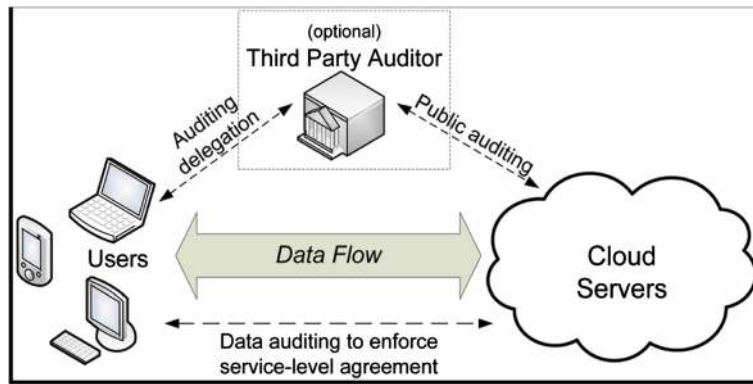 (optional)
Third Party Auditor
Auditing
delegation
Public auditing
Users
Data Flow
Cloud
Servers
Data auditing to enforce
service-level agreement